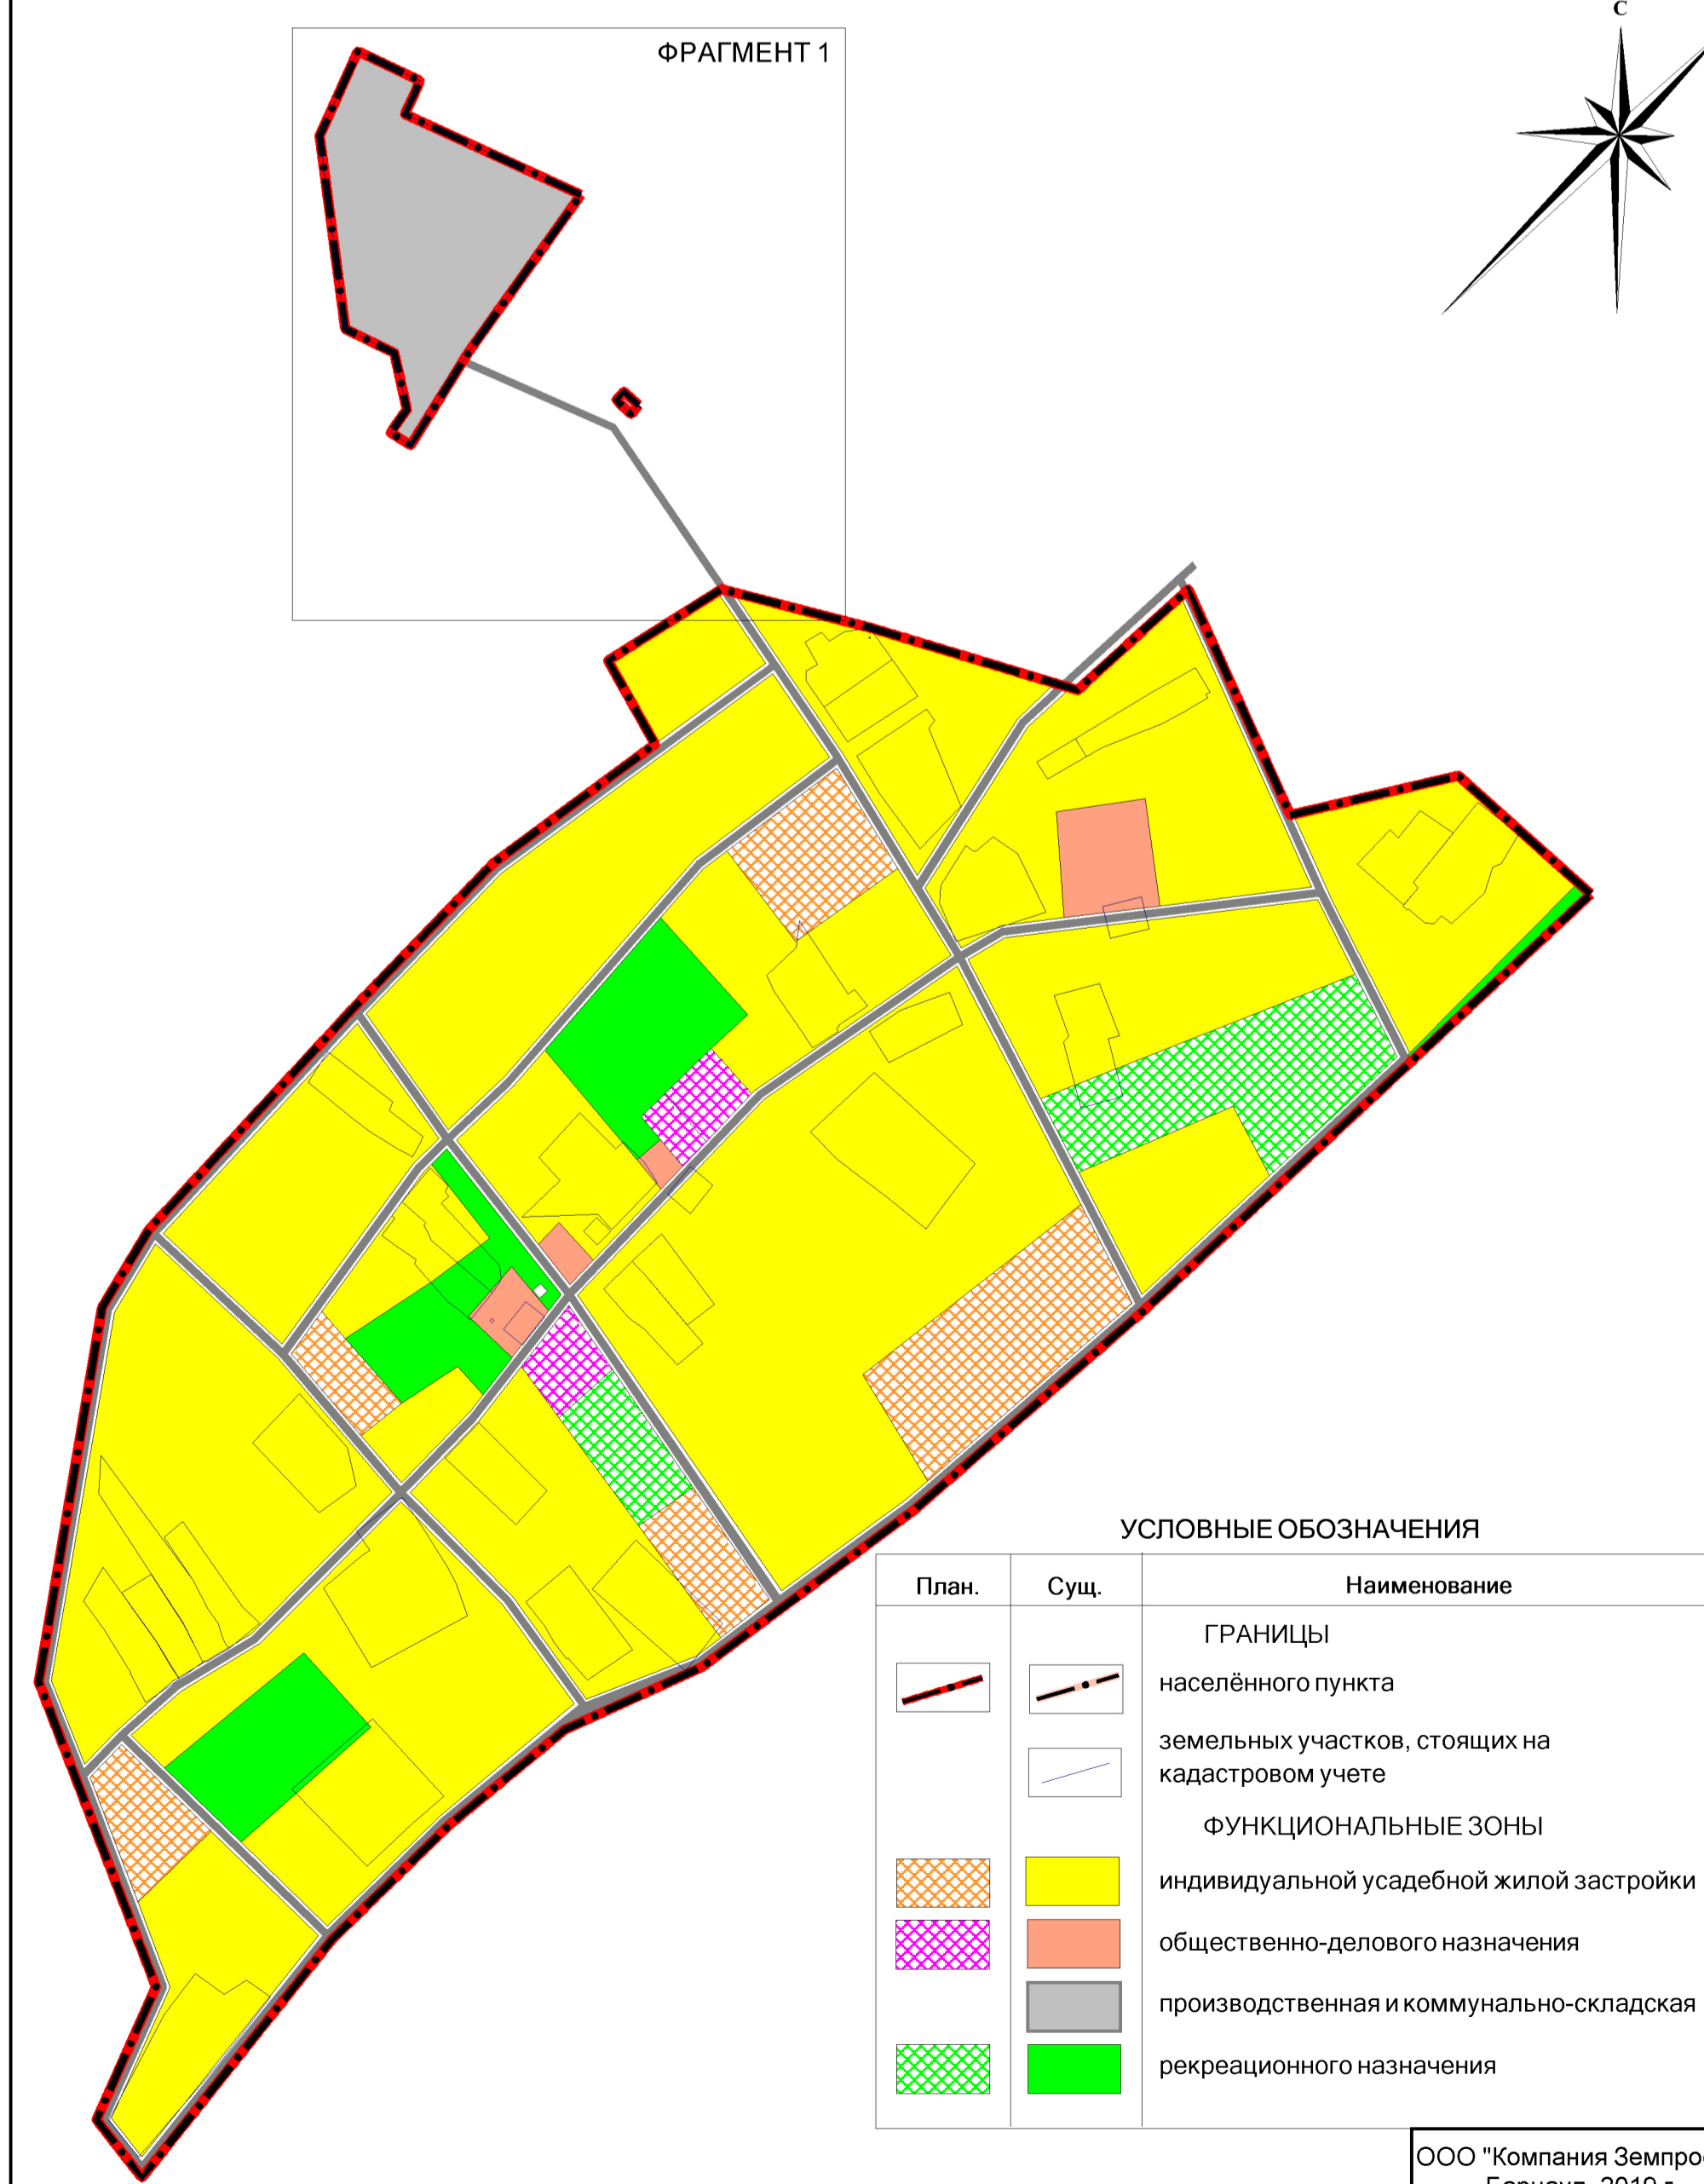 С
ФРАГМЕНТ 1
УСЛОВНЫЕ ОБОЗНАЧЕНИЯ
План. Сущ. Наименование
ГРАНИЦЫ
населённого пункта
земельных участков, стоящих на
кадастровом учете
ФУНКЦИОНАЛЬНЫЕ ЗОНЫ
индивидуальной усадебной жилой застройки
общественно-делового назначения
производственная и коммунально-складская
рекреационного назначения
ООО "Компания